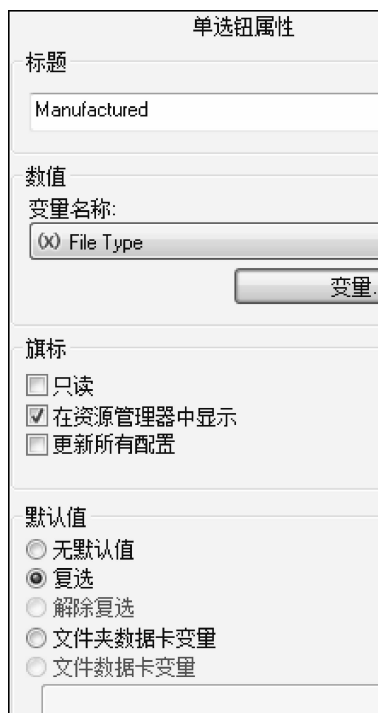 单选钮属性
标题
Manufactured
数值
变量名称:
(x) File Type
变量.
旗标
只读
在资源管理器中显示
更新所有配置
默认值
无默认值
复选
解除复选
文件夹数据卡变量
文件数据卡变量